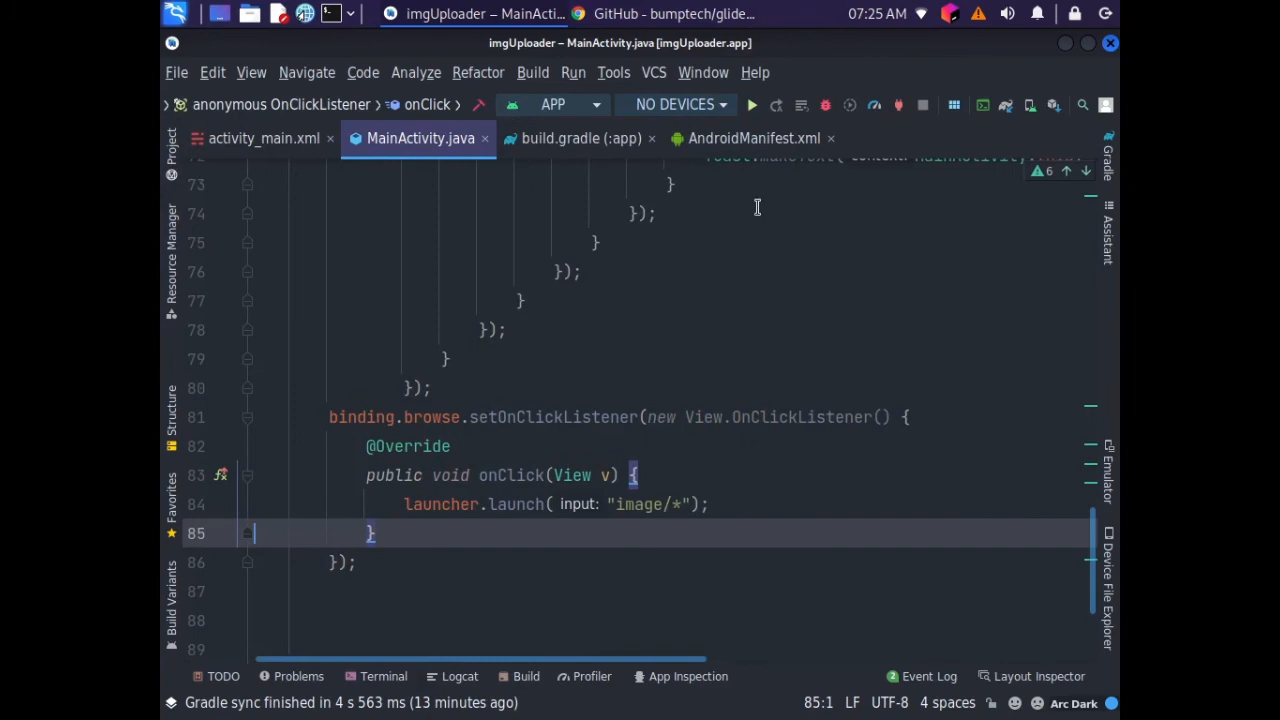 imgUploader – MainActi...
GitHub - bumptech/glide...
07:25 AM
imgUploader – MainActivity.java [imgUploader.app]
File Edit View Navigate Code Analyze Refactor Build Run Tools VCS Window Help
anonymous OnClickListener onClick APP NO DEVICES
activity_main.xml MainActivity.java build.gradle (:app) AndroidManifest.xml
6
73 }
74 });
75 }
76 });
77 }
78 });
79 }
80 });
81 binding.browse.setOnClickListener(new View.OnClickListener() {
82 @Override
83 public void onClick(View v) {
84 launcher.launch( input: "image/*");
85 }
86 });
87
88
89
Project
Resource Manager
Structure
Favorites
Build Variants
Gradle
Assistant
Emulator
Device File Explorer
TODO Problems Terminal Logcat Build Profiler App Inspection 2 Event Log Layout Inspector
Gradle sync finished in 4 s 563 ms (13 minutes ago) 85:1 LF UTF-8 4 spaces Arc Dark